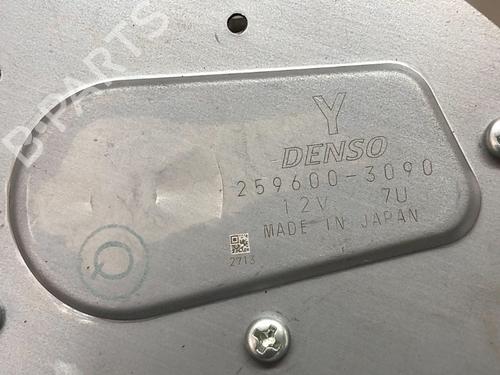 B-PARTS
Y
DENSO
259600-3090
12V 7U
MADE IN JAPAN
2713
Q